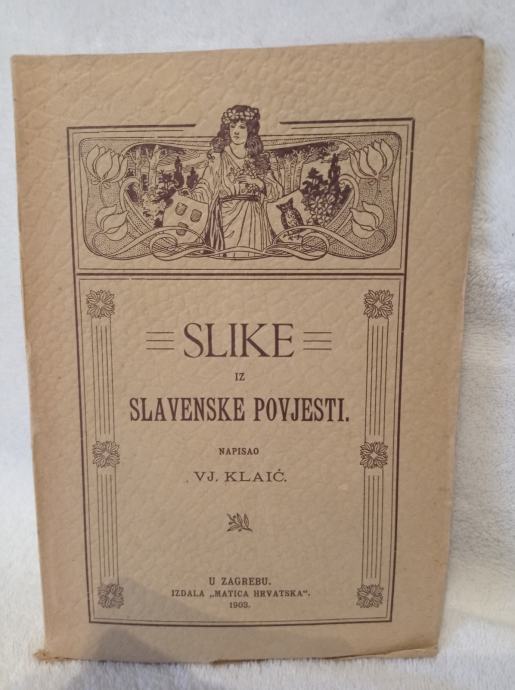 SLIKE
IZ
SLAVENSKE POVJESTI.
NAPISAO
VJ. KLAIĆ.
U ZAGREBU.
IZDALA „MATICA HRVATSKA".
1903.